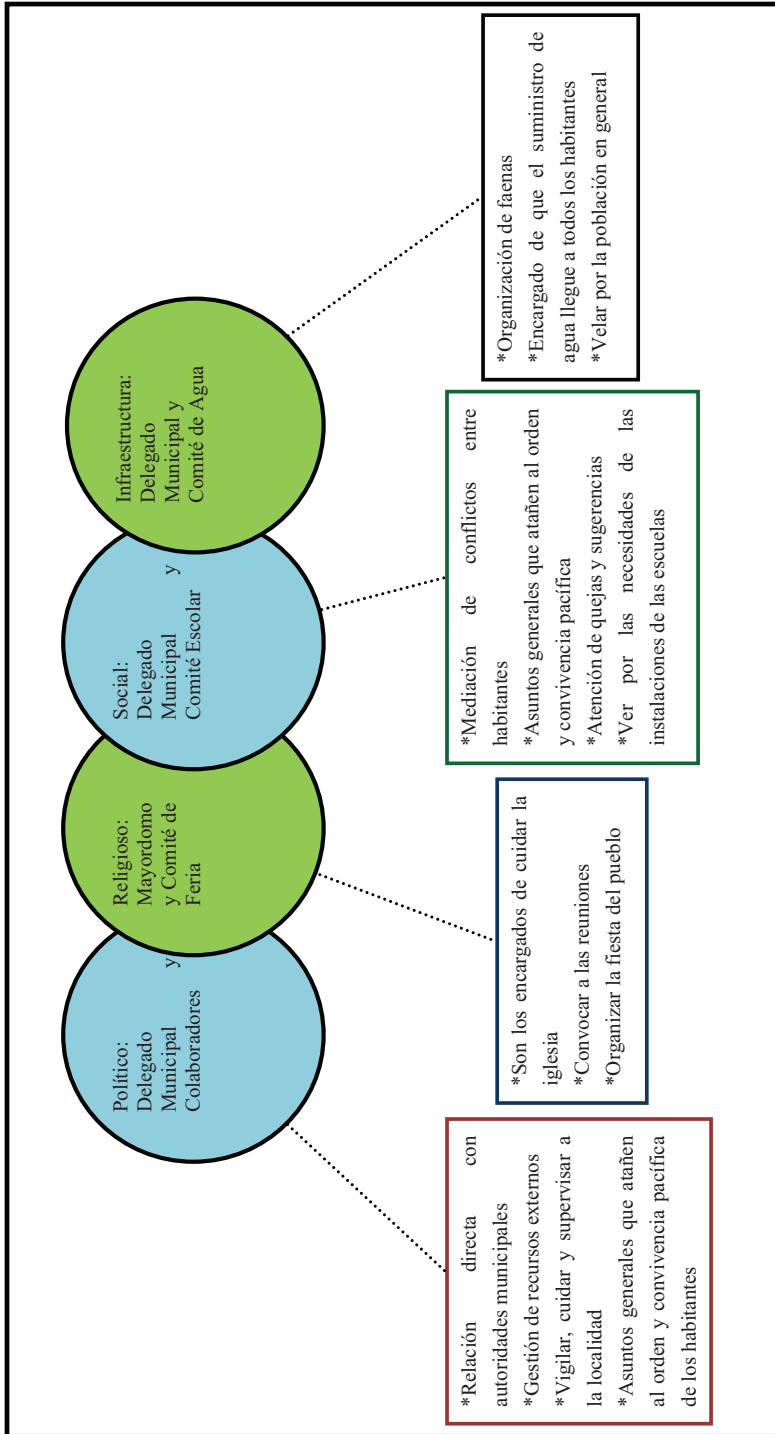 Político:
Delegado
Municipal y
Colaboradores
Religioso:
Mayordomo
y Comité de
Feria
Social:
Delegado
Municipal y
Comité Escolar
Infraestructura:
Delegado
Municipal y
Comité de Agua
*Relación directa con
autoridades municipales
*Gestión de recursos externos
*Vigilar, cuidar y supervisar a
la localidad
*Asuntos generales que atañen
al orden y convivencia pacífica
de los habitantes
*Son los encargados de cuidar la
iglesia
*Convocar a las reuniones
*Organizar la fiesta del pueblo
*Mediación de conflictos entre
habitantes
*Asuntos generales que atañen al orden
y convivencia pacífica
*Atención de quejas y sugerencias
*Ver por las necesidades de las
instalaciones de las escuelas
*Organización de faenas
*Encargado de que el suministro de
agua llegue a todos los habitantes
*Velar por la población en general